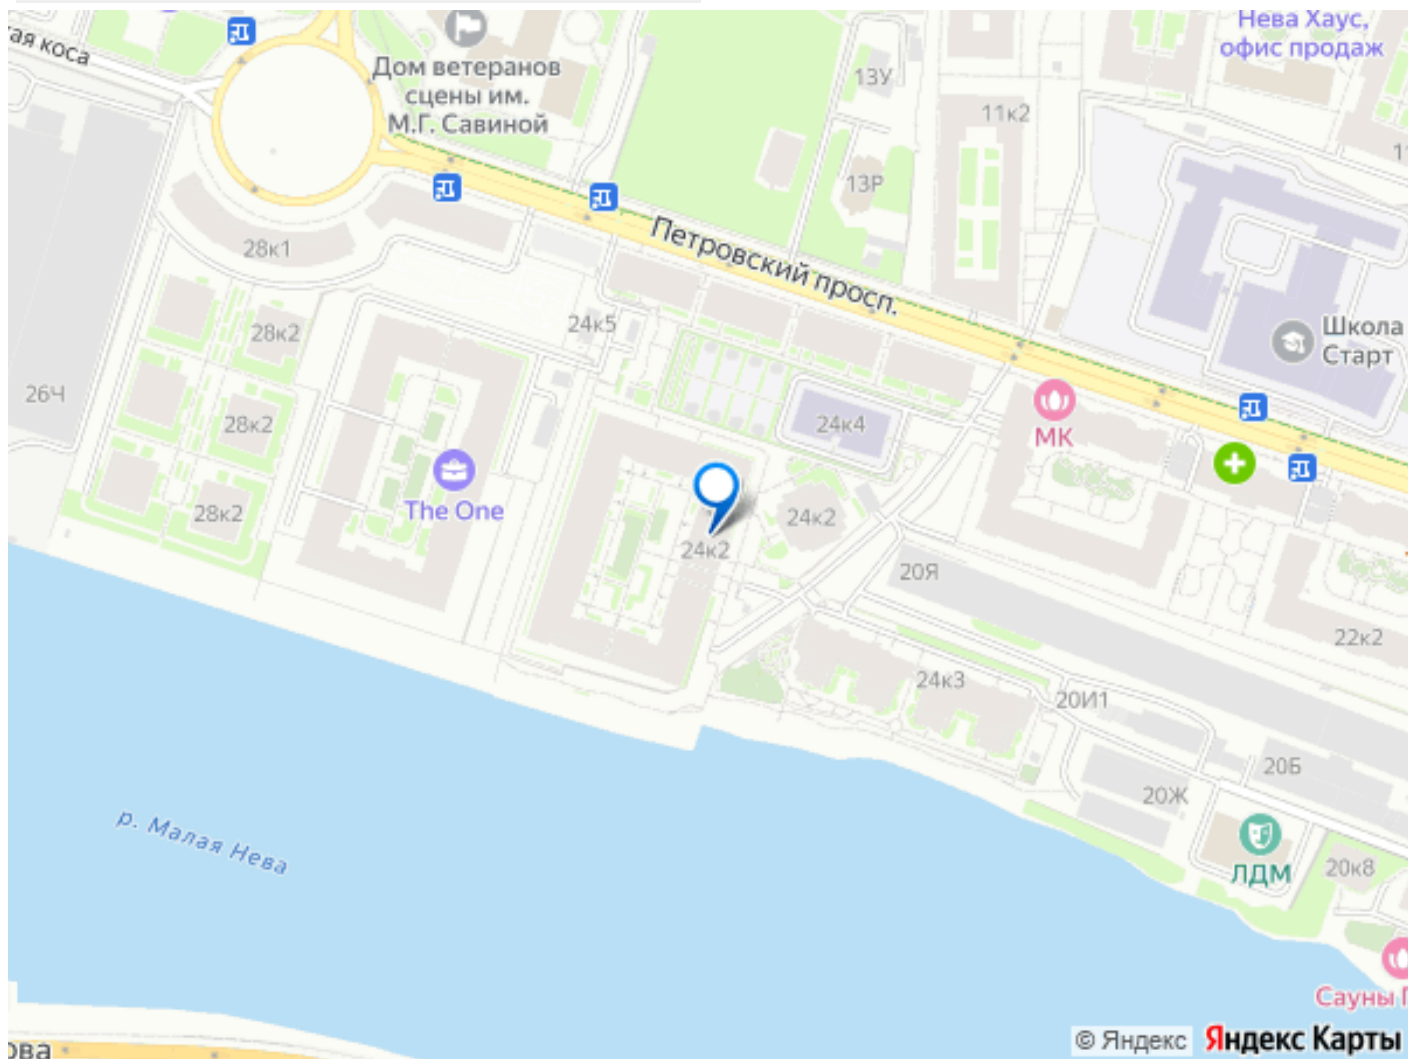 Нева Хаус,
офис продаж
ая коса
Дом ветеранов
сцены им.
М.Г. Савиной
13У
11к2
13Р
28к1
Петровский просп.
24к5
28к2
Школа
Старт
26Ч
28к2
24к4
МК
The One
28к2
24к2
24к2
20Я
22к2
24к3
20И1
20Б
20Ж
р. Малая Нева
ЛДМ
20к8
Сауны
ова
© Яндекс Яндекс Карты